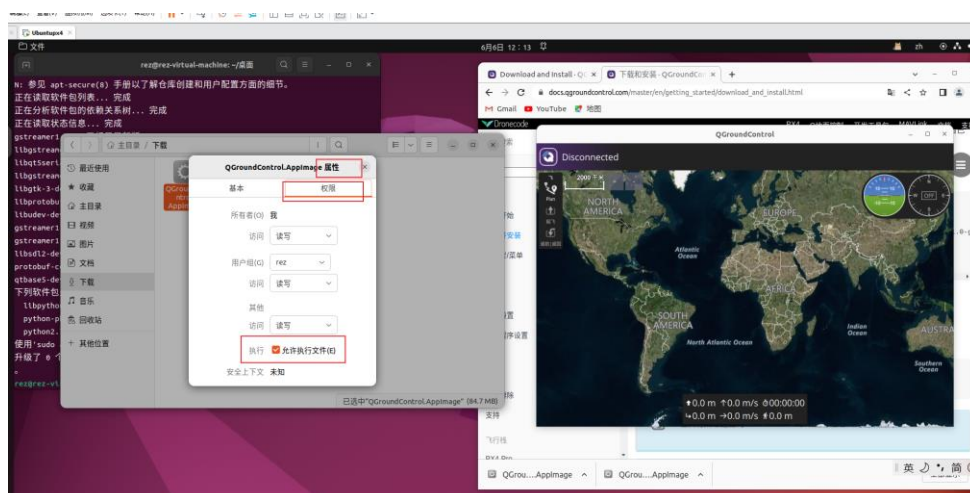 Ubuntupx4
文件
6月6日 12：13
zh
rez@rez-virtual-machine: ~/桌面
N: 参见 apt-secure(8) 手册以了解仓库创建和用户配置方面的细节。
正在读取软件包列表... 完成
正在分析软件包的依赖关系树... 完成
正在读取状态信息... 完成
gstreamer1
libgstream
libqt5seri
libgstream
libgtk-3-d
libprotobu
libudev-de
gstreamer1
gstreamer1
libsdl2-de
protobuf-c
qtbase5-de
下列软件包
libpytho
python-p
python2.
使用'sudo
升级了 0 个
主目录 / 下载
最近使用
收藏
主目录
视频
图片
文档
下载
音乐
回收站
其他位置
QGroundControl.AppImage 属性
基本
权限
所有者(O) 我
访问 读写
用户组(G) rez
访问 读写
其他
访问 读写
执行 允许执行文件(E)
安全上下文 未知
已选中"QGroundControl.AppImage" (84.7 MB)
Download and Install · QG
下载和安装 · QGroundCon
docs.qgroundcontrol.com/master/en/getting_started/download_and_install.html
Gmail
YouTube
地图
Dronecode
QGroundControl
Disconnected
2000
Plan
NORTH
AMERICA
EUROPE
Atlantic
Ocean
AFRICA
SOUTH
AMERICA
North Atlantic Ocean
Indian
Ocean
AUSTRA
Southern
Ocean
OFF
0.0 m 0.0 m/s 00:00:00
0.0 m 0.0 m/s 0.0 m
支持
飞行栈
PX4 Pro
QGrou....AppImage
QGrou....AppImage
英
简